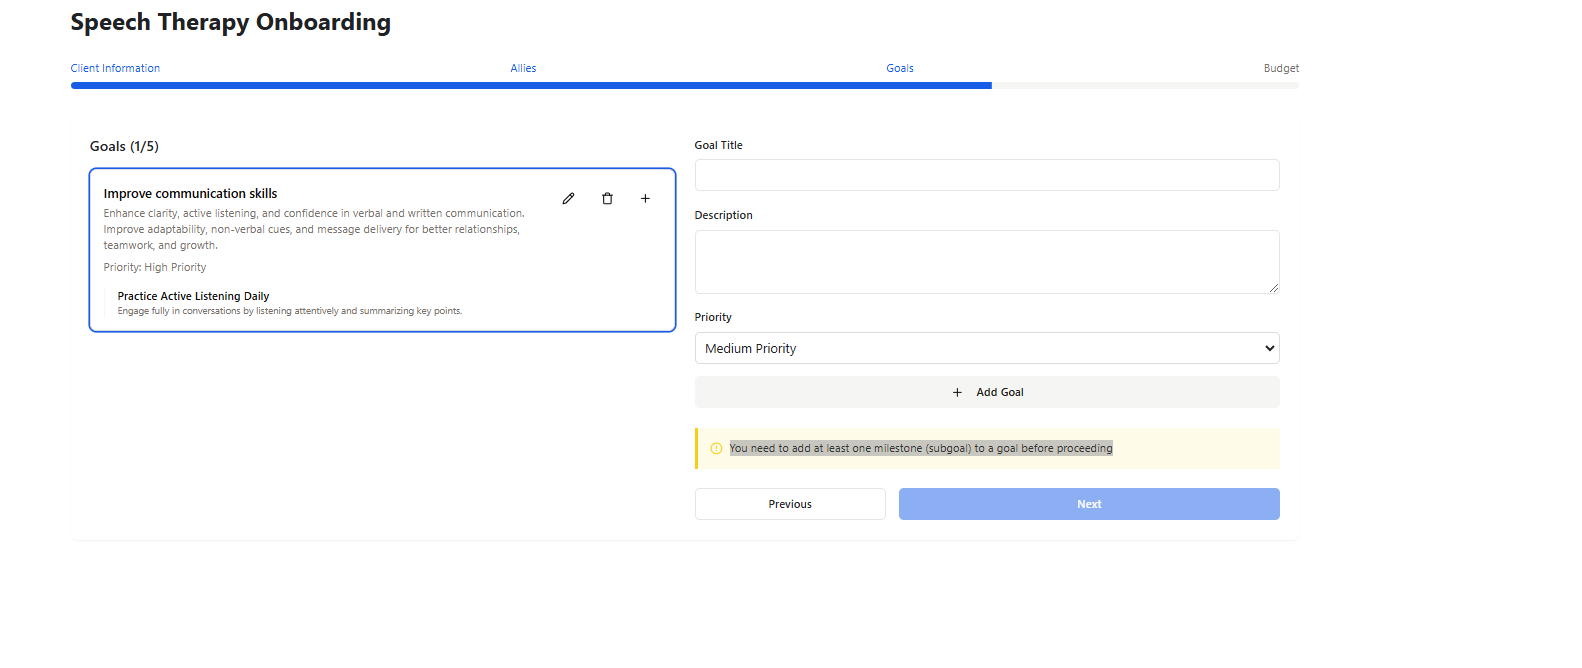 Speech Therapy Onboarding
Client Information
Allies
Goals
Budget
Goals (1/5)
Improve communication skills
Enhance clarity, active listening, and confidence in verbal and written communication.
Improve adaptability, non-verbal cues, and message delivery for better relationships,
teamwork, and growth.
Priority: High Priority
Practice Active Listening Daily
Engage fully in conversations by listening attentively and summarizing key points.
Goal Title
Description
Priority
Medium Priority
+ Add Goal
You need to add at least one milestone (subgoal) to a goal before proceeding
Previous
Next